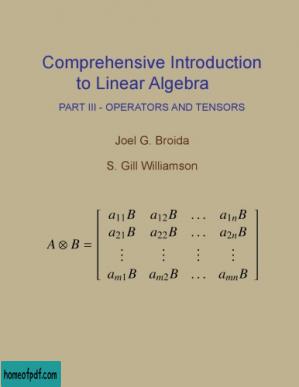 Comprehensive Introduction
to Linear Algebra
PART III - OPERATORS AND TENSORS
Joel G. Broida
S. Gill Williamson
a₁₁B a₁₂B … a₁ₙB
a₂₁B a₂₂B … a₂ₙB
A ⊗ B = ⋮ ⋮ ⋮ ⋮
aₘ₁B aₘ₂B … aₘₙB
homeofpdf.com